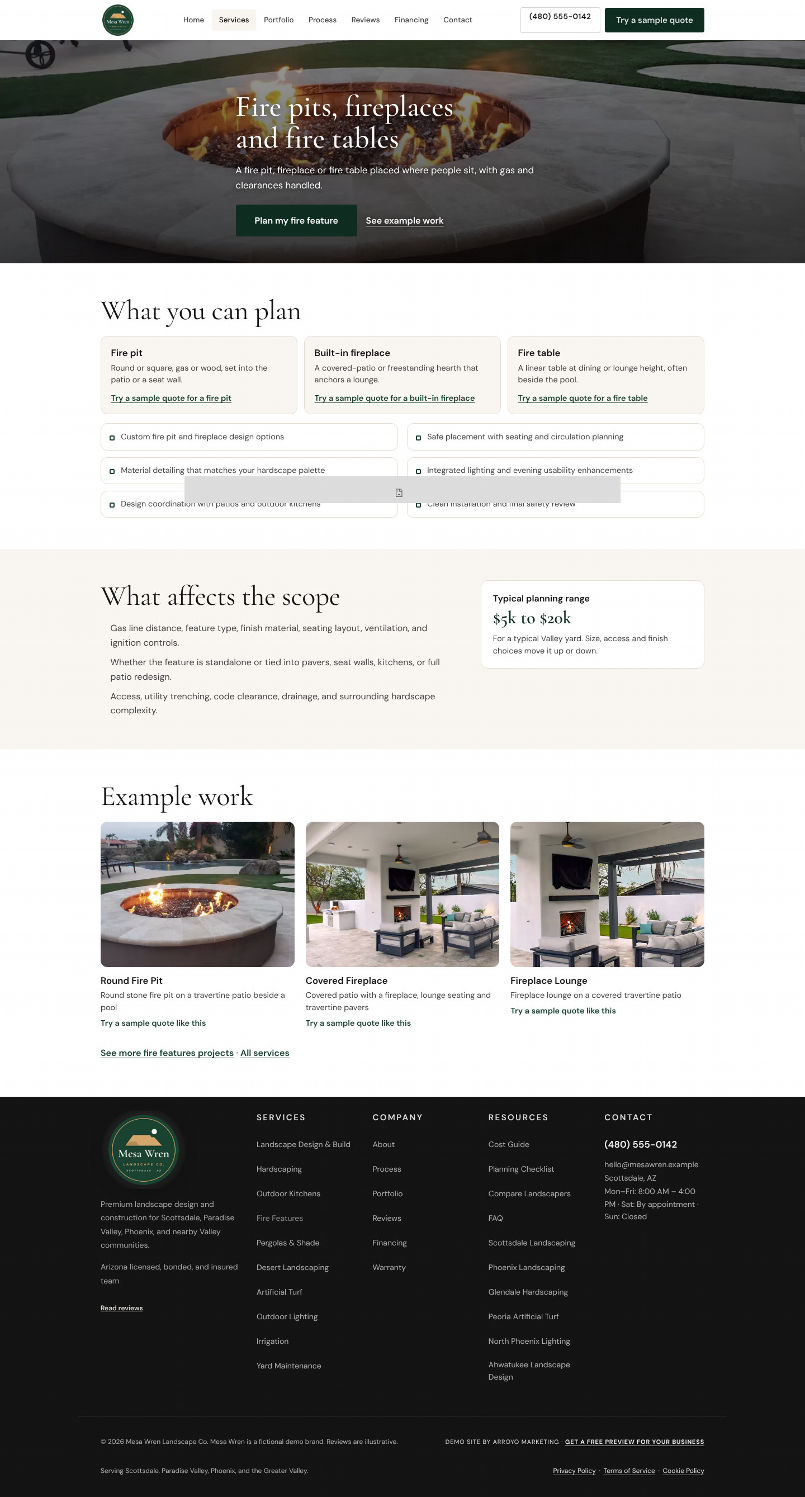 Mesa Wren
Home
Services
Portfolio
Process
Reviews
Financing
Contact
(480) 555-0142
Try a sample quote
Fire pits, fireplaces
and fire tables
A fire pit, fireplace or fire table placed where people sit, with gas and
clearances handled.
Plan my fire feature
See example work
What you can plan
Fire pit
Round or square, gas or wood, set into the
patio or a seat wall.
Try a sample quote for a fire pit
Built-in fireplace
A covered-patio or freestanding hearth that
anchors a lounge.
Try a sample quote for a built-in fireplace
Fire table
A linear table at dining or lounge height, often
beside the pool.
Try a sample quote for a fire table
Custom fire pit and fireplace design options
Safe placement with seating and circulation planning
Material detailing that matches your hardscape palette
Integrated lighting and evening usability enhancements
Design coordination with patios and outdoor kitchens
Clean installation and final safety review
What affects the scope
Gas line distance, feature type, finish material, seating layout, ventilation, and
ignition controls.
Whether the feature is standalone or tied into pavers, seat walls, kitchens, or full
patio redesign.
Access, utility trenching, code clearance, drainage, and surrounding hardscape
complexity.
Typical planning range
$5k to $20k
For a typical Valley yard. Size, access and finish
choices move it up or down.
Example work
Round Fire Pit
Round stone fire pit on a travertine patio beside a
pool
Try a sample quote like this
Covered Fireplace
Covered patio with a fireplace, lounge seating and
travertine pavers
Try a sample quote like this
Fireplace Lounge
Fireplace lounge on a covered travertine patio
Try a sample quote like this
See more fire features projects · All services
Mesa Wren
LANDSCAPE CO.
SCOTTSDALE · AZ
Premium landscape design and
construction for Scottsdale, Paradise
Valley, Phoenix, and nearby Valley
communities.
Arizona licensed, bonded, and insured
team
Read reviews
SERVICES
Landscape Design & Build
Hardscaping
Outdoor Kitchens
Fire Features
Pergolas & Shade
Desert Landscaping
Artificial Turf
Outdoor Lighting
Irrigation
Yard Maintenance
COMPANY
About
Process
Portfolio
Reviews
Financing
Warranty
RESOURCES
Cost Guide
Planning Checklist
Compare Landscapers
FAQ
Scottsdale Landscaping
Phoenix Landscaping
Glendale Hardscaping
Peoria Artificial Turf
North Phoenix Lighting
Ahwatukee Landscape
Design
CONTACT
(480) 555-0142
hello@mesawren.example
Scottsdale, AZ
Mon–Fri: 8:00 AM – 4:00
PM · Sat: By appointment ·
Sun: Closed
© 2026 Mesa Wren Landscape Co. Mesa Wren is a fictional demo brand. Reviews are illustrative.
DEMO SITE BY ARROYO MARKETING · GET A FREE PREVIEW FOR YOUR BUSINESS
Serving Scottsdale, Paradise Valley, Phoenix, and the Greater Valley.
Privacy Policy · Terms of Service · Cookie Policy